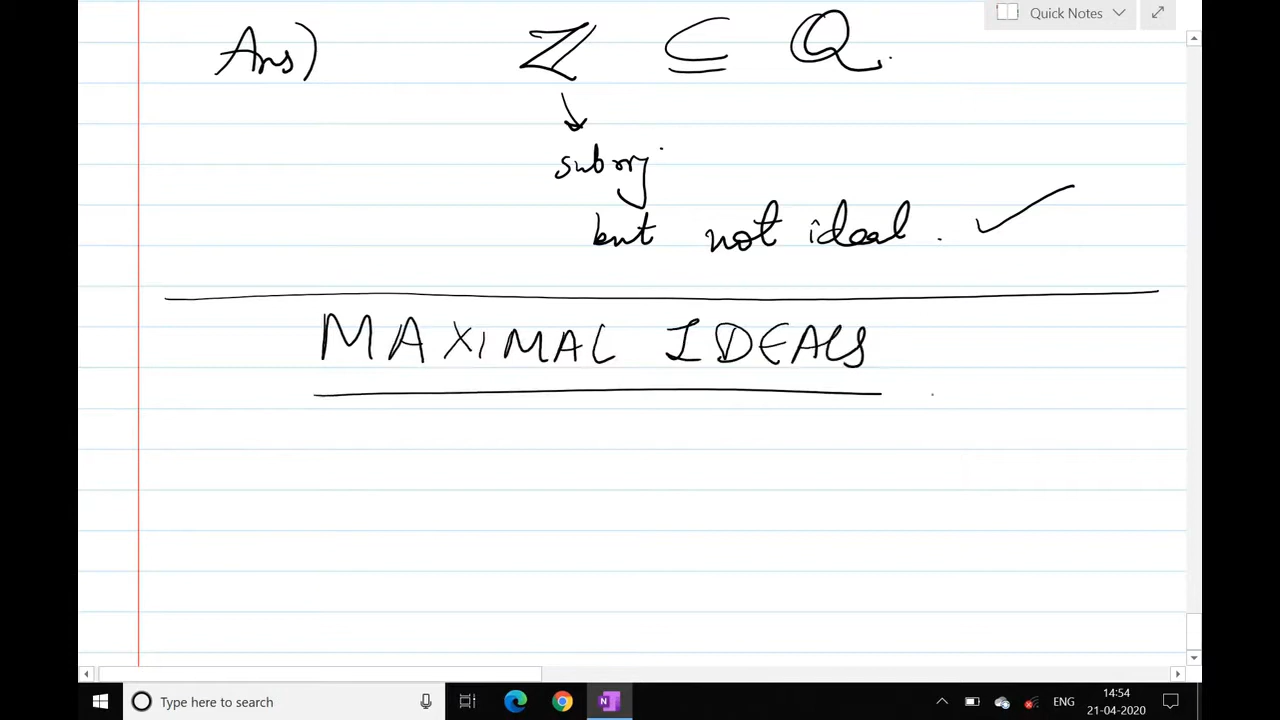 Quick Notes
Ans) ℤ ⊆ ℚ.
↓
subring
but not ideal. ✓
MAXIMAL IDEALS
Type here to search
ENG
14:54
21-04-2020